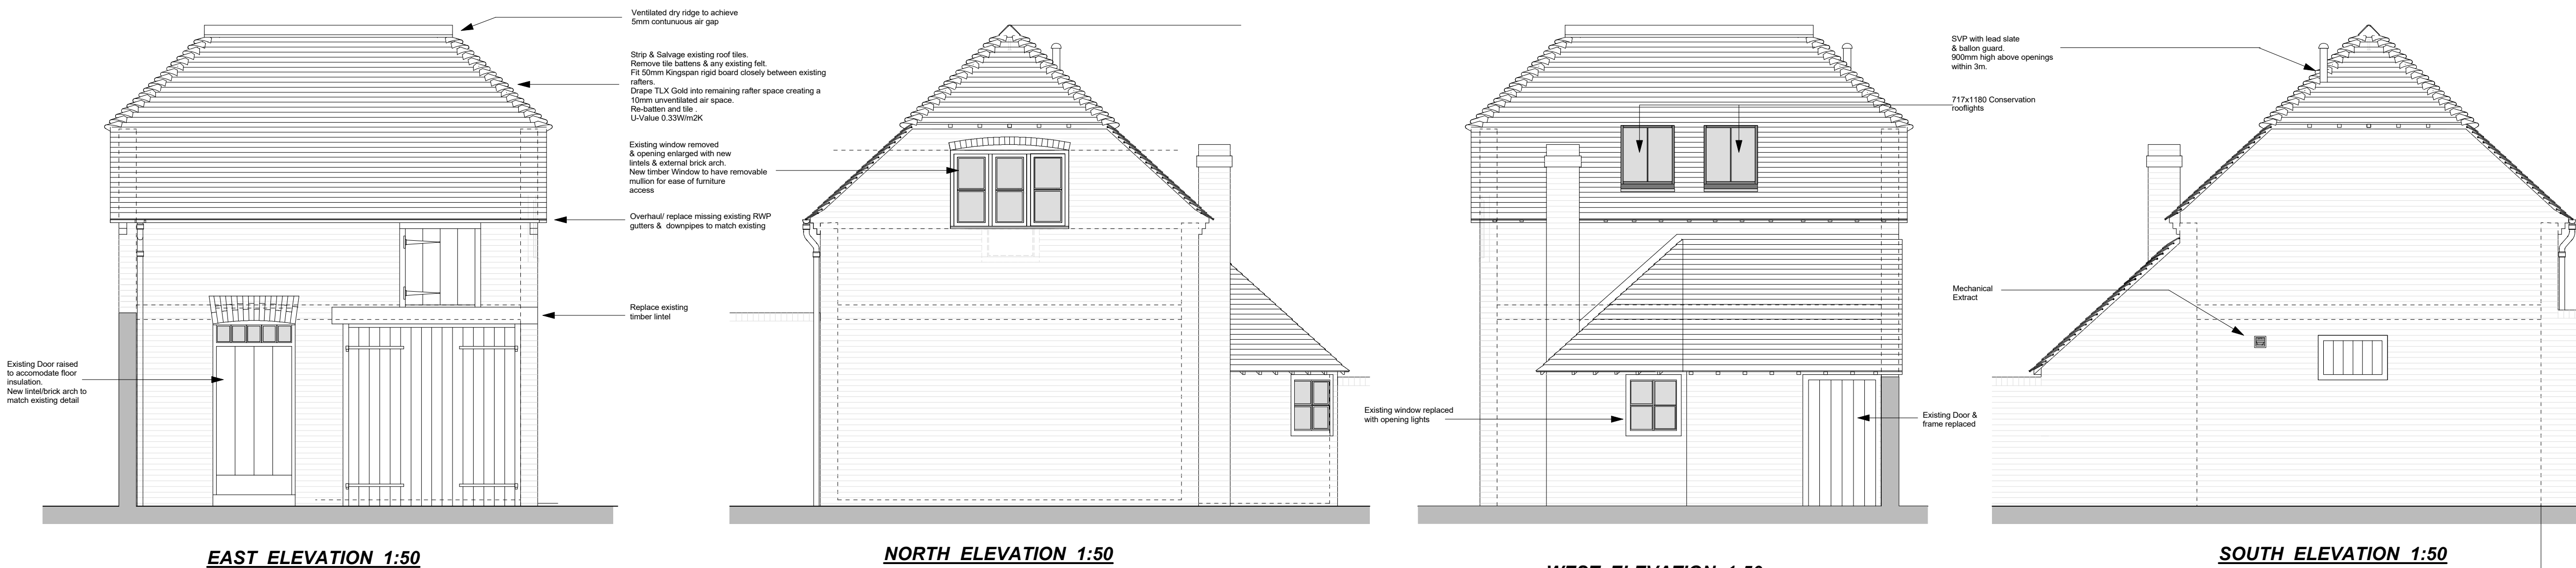 Ventilated dry ridge to achieve
5mm contunuous air gap
Strip & Salvage existing roof tiles.
Remove tile battens & any existing felt.
Fit 50mm Kingspan rigid board closely between existing
rafters.
Drape TLX Gold into remaining rafter space creating a
10mm unventilated air space.
Re-batten and tile .
U-Value 0.33W/m2K
Existing window removed
& opening enlarged with new
lintels & external brick arch.
New timber Window to have removable
mullion for ease of furniture
access
Overhaul/ replace missing existing RWP
gutters & downpipes to match existing
Replace existing
timber lintel
Existing Door raised
to accomodate floor
insulation.
New lintel/brick arch to
match existing detail
EAST ELEVATION 1:50
NORTH ELEVATION 1:50
SVP with lead slate
& ballon guard.
900mm high above openings
within 3m.
717x1180 Conservation
rooflights
Existing window replaced
with opening lights
Existing Door &
frame replaced
WEST ELEVATION 1:50
Mechanical
Extract
SOUTH ELEVATION 1:50